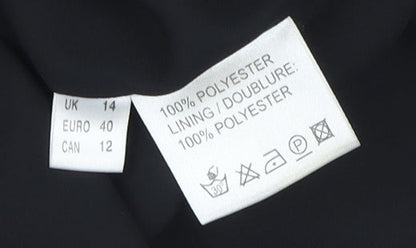 UK 14
EURO 40
CAN 12
100% POLYESTER
LINING / DOUBLURE:
100% POLYESTER
30°
P